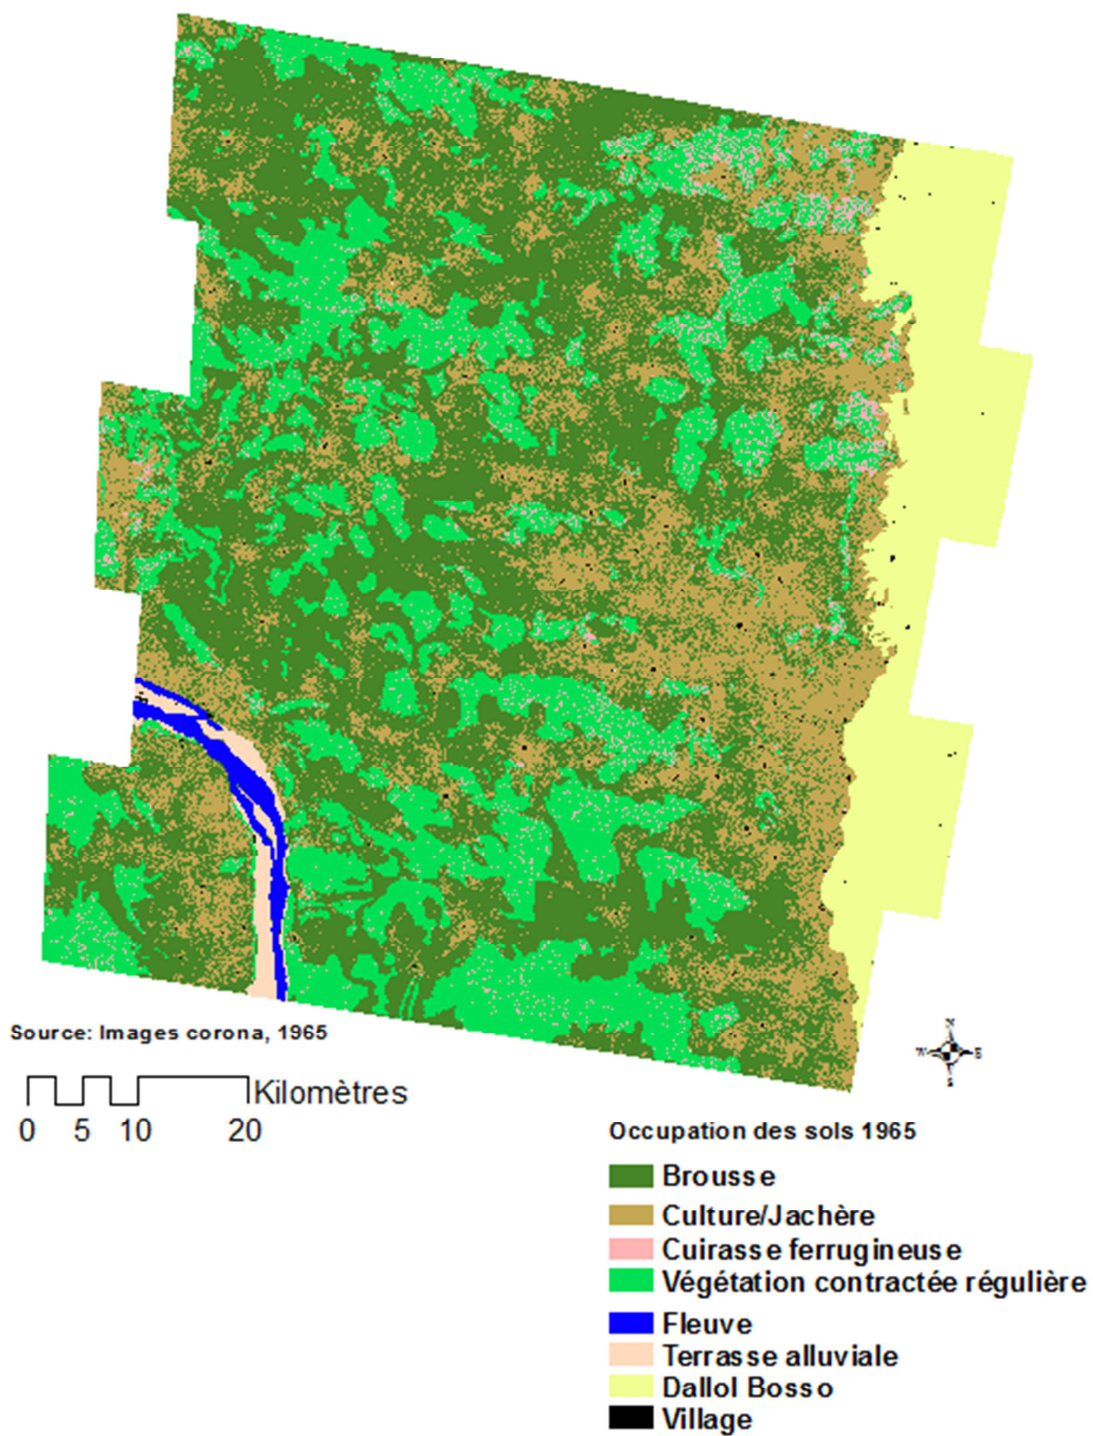 Source: Images corona, 1965
N
W
E
S
Kilomètres
0 5 10 20
Occupation des sols 1965
Brousse
Culture/Jachère
Cuirasse ferrugineuse
Végétation contractée régulière
Fleuve
Terrasse alluviale
Dallol Bosso
Village